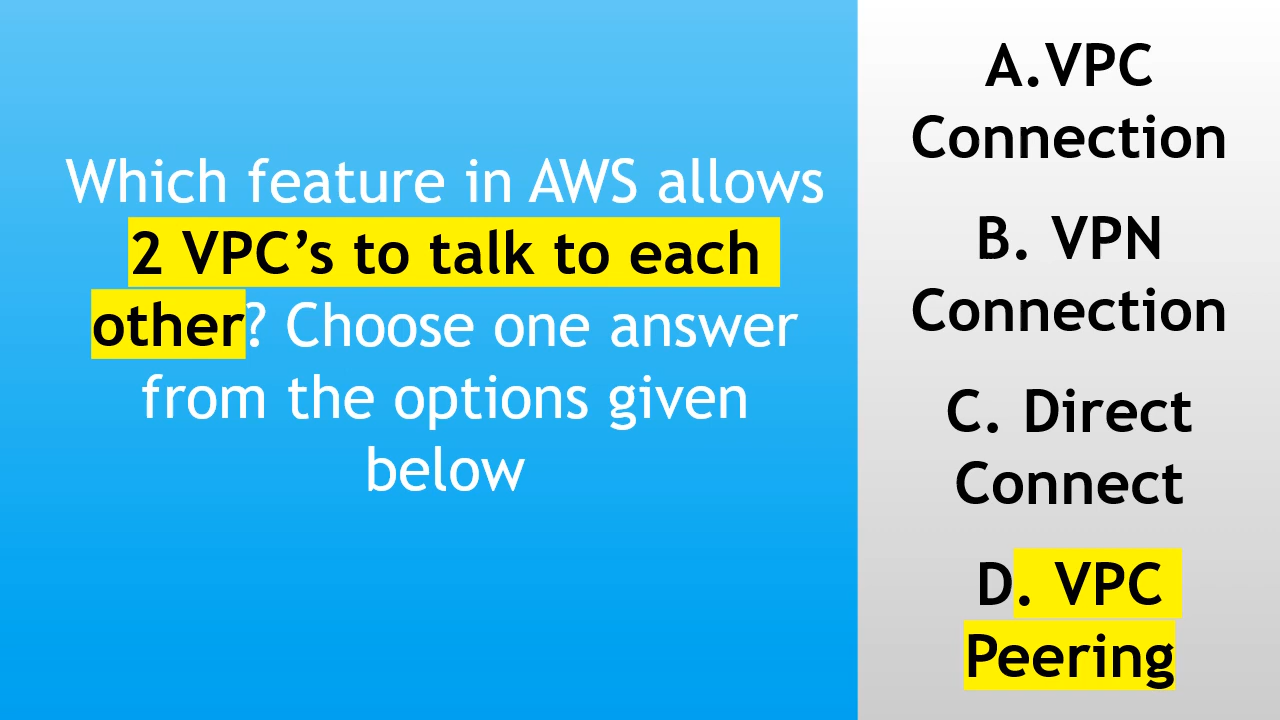 Which feature in AWS allows
2 VPC’s to talk to each
other? Choose one answer
from the options given
below
A.VPC
Connection
B. VPN
Connection
C. Direct
Connect
D. VPC
Peering